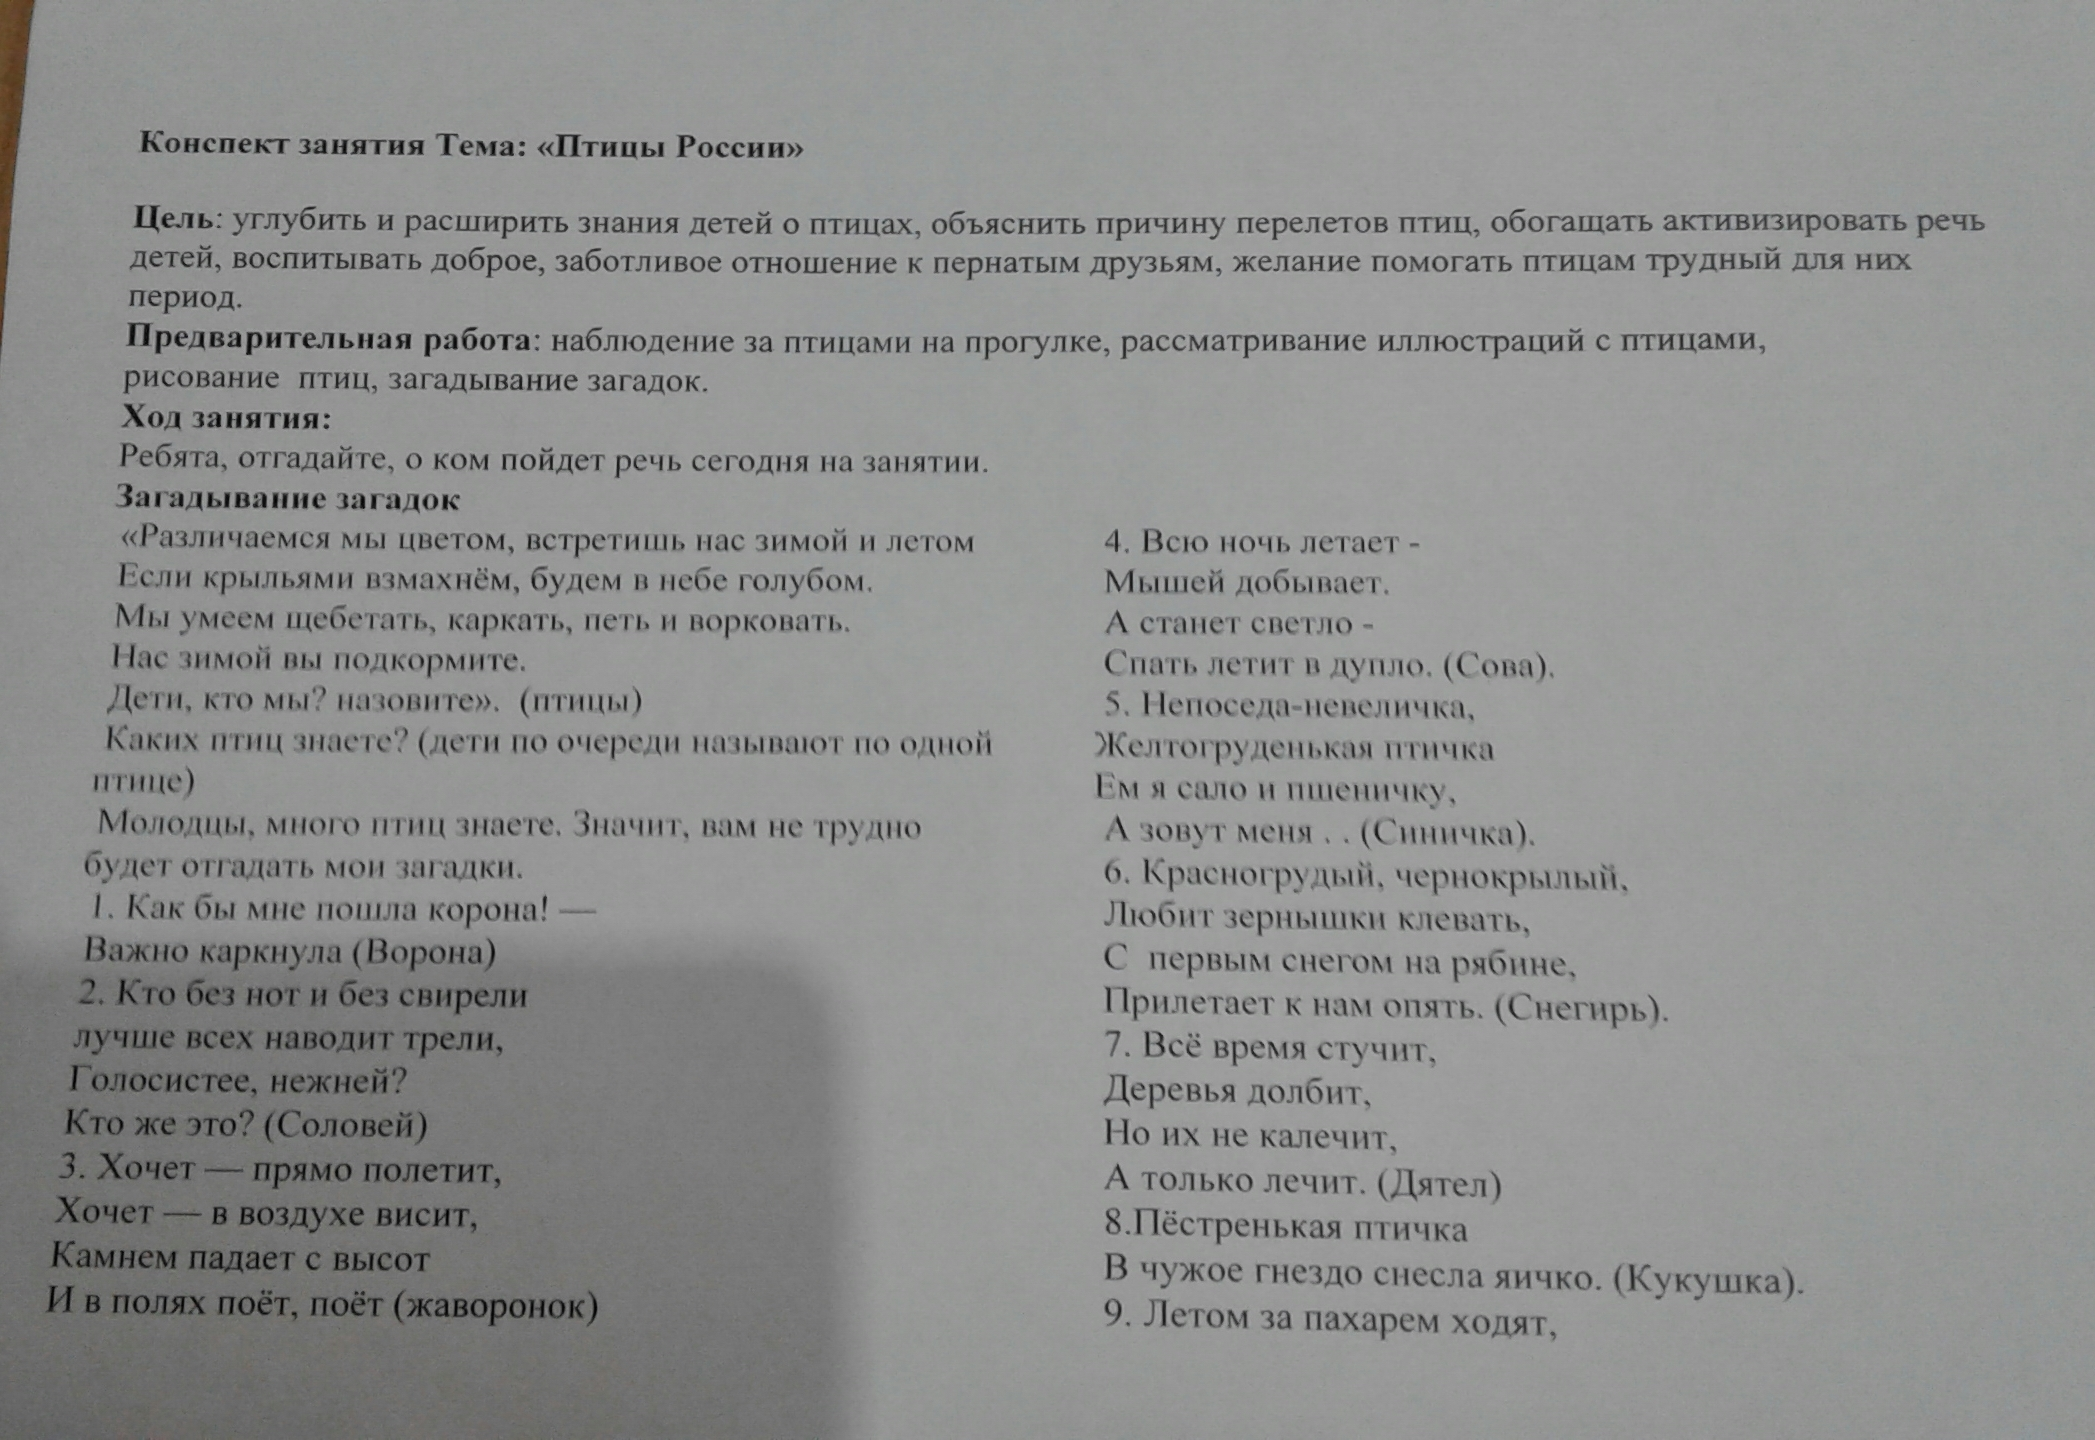 Конспект занятия Тема: «Птицы России»
Цель: углубить и расширить знания детей о птицах, объяснить причину перелетов птиц, обогащать активизировать речь
детей, воспитывать доброе, заботливое отношение к пернатым друзьям, желание помогать птицам трудный для них
период.
Предварительная работа: наблюдение за птицами на прогулке, рассматривание иллюстраций с птицами,
рисование птиц, загадывание загадок.
Ход занятия:
Ребята, отгадайте, о ком пойдет речь сегодня на занятии.
Загадывание загадок
«Различаемся мы цветом, встретишь нас зимой и летом
Если крыльями взмахнём, будем в небе голубом.
Мы умеем щебетать, каркать, петь и ворковать.
Нас зимой вы подкормите.
Дети, кто мы? назовите». (птицы)
Каких птиц знаете? (дети по очереди называют по одной
птице)
Молодцы, много птиц знаете. Значит, вам не трудно
будет отгадать мои загадки.
1. Как бы мне пошла корона! —
Важно каркнула (Ворона)
2. Кто без нот и без свирели
лучше всех наводит трели,
Голосистее, нежней?
Кто же это? (Соловей)
3. Хочет — прямо полетит,
Хочет — в воздухе висит,
Камнем падает с высот
И в полях поёт, поёт (жаворонок)
4. Всю ночь летает -
Мышей добывает.
А станет светло -
Спать летит в дупло. (Сова).
5. Непоседа-невеличка,
Желтогруденькая птичка
Ем я сало и пшеничку,
А зовут меня . . (Синичка).
6. Красногрудый, чернокрылый,
Любит зернышки клевать,
С первым снегом на рябине,
Прилетает к нам опять. (Снегирь).
7. Всё время стучит,
Деревья долбит,
Но их не калечит,
А только лечит. (Дятел)
8.Пёстренькая птичка
В чужое гнездо снесла яичко. (Кукушка).
9. Летом за пахарем ходят,